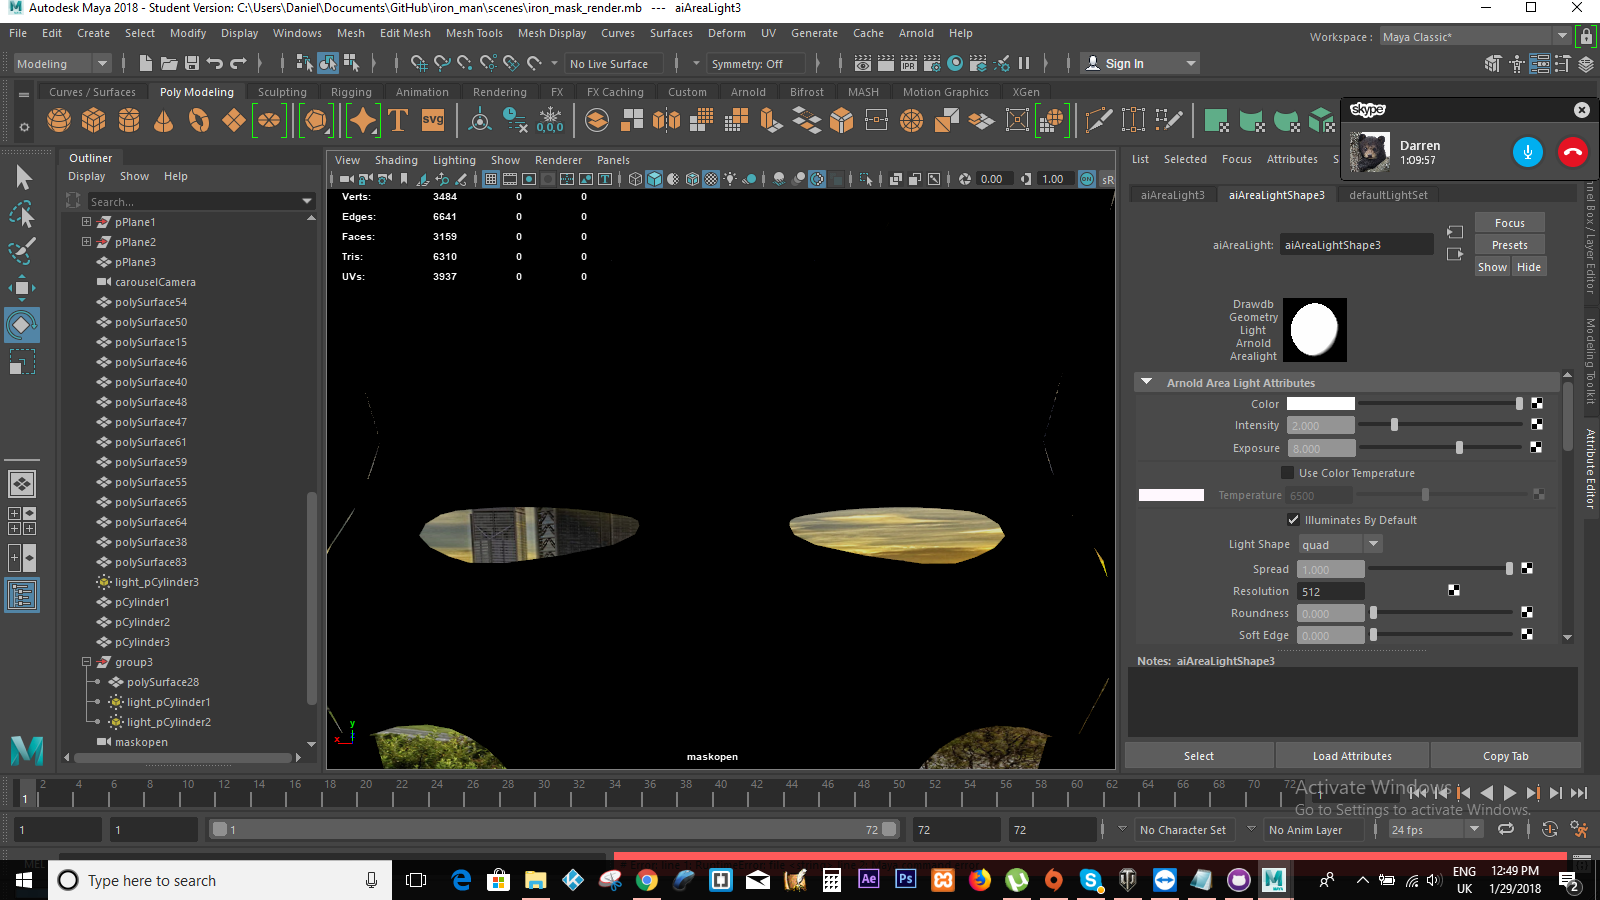 Autodesk Maya 2018 - Student Version: C:\Users\Daniel\Documents\GitHub\iron_man\scenes\iron_mask_render.mb --- aiAreaLight3
File Edit Create Select Modify Display Windows Mesh Edit Mesh Mesh Tools Mesh Display Curves Surfaces Deform UV Generate Cache Arnold Help
Workspace : Maya Classic*
Modeling
No Live Surface
Symmetry: Off
Sign In
Curves / Surfaces Poly Modeling Sculpting Rigging Animation Rendering FX FX Caching Custom Arnold Bifrost MASH Motion Graphics XGen
SVG
0,0,0
skype
Darren
1:09:57
Outliner
Display Show Help
Search...
pPlane1
pPlane2
pPlane3
carouselCamera
polySurface54
polySurface50
polySurface15
polySurface46
polySurface40
polySurface48
polySurface47
polySurface61
polySurface59
polySurface55
polySurface65
polySurface64
polySurface38
polySurface83
light_pCylinder3
pCylinder1
pCylinder2
pCylinder3
group3
polySurface28
light_pCylinder1
light_pCylinder2
maskopen
View Shading Lighting Show Renderer Panels
0.00 1.00
Verts: 3484 0 0
Edges: 6641 0 0
Faces: 3159 0 0
Tris: 6310 0 0
UVs: 3937 0 0
y
x
maskopen
List Selected Focus Attributes
aiAreaLight3 aiAreaLightShape3 defaultLightSet
aiAreaLight: aiAreaLightShape3
Focus
Presets
Show Hide
Drawdb
Geometry
Light
Arnold
Arealight
Arnold Area Light Attributes
Color
Intensity 2.000
Exposure 8.000
Use Color Temperature
Temperature 6500
Illuminates By Default
Light Shape quad
Spread 1.000
Resolution 512
Roundness 0.000
Soft Edge 0.000
Notes: aiAreaLightShape3
Select Load Attributes Copy Tab
Box / Layer Editor
Modeling Toolkit
Attribute Editor
2 4 6 8 10 12 14 16 18 20 22 24 26 28 30 32 34 36 38 40 42 44 46 48 50 52 54 56 58 60 62 64 66 68 70 72
1
1
Activate Windows
Go to Settings to activate Windows.
1 1 1 72 72 72 No Character Set No Anim Layer 24 fps
Type here to search
ENG
UK
12:49 PM
1/29/2018
2